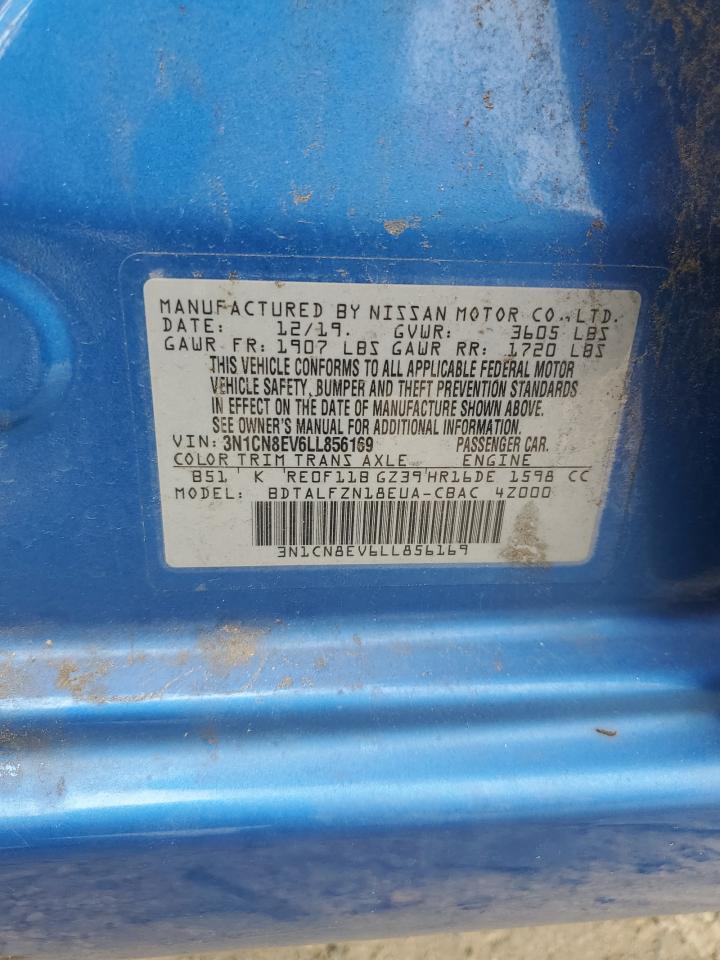 MANUFACTURED BY NISSAN MOTOR CO., LTD.
DATE: 12/19. GVWR: 3605 LBS
GAWR FR: 1907 LBS GAWR RR: 1720 LBS
THIS VEHICLE CONFORMS TO ALL APPLICABLE FEDERAL MOTOR
VEHICLE SAFETY, BUMPER AND THEFT PREVENTION STANDARDS
IN EFFECT ON THE DATE OF MANUFACTURE SHOWN ABOVE.
SEE OWNER'S MANUAL FOR ADDITIONAL INFORMATION.
VIN: 3N1CN8EV6LL856169 PASSENGER CAR.
COLOR TRIM TRANS AXLE ENGINE
B51 ' K 'RE0F11B GZ39'HR16DE 1598 CC
MODEL: BDTALFZN18EUA-CBAC 4Z000
3N1CN8EV6LL856169